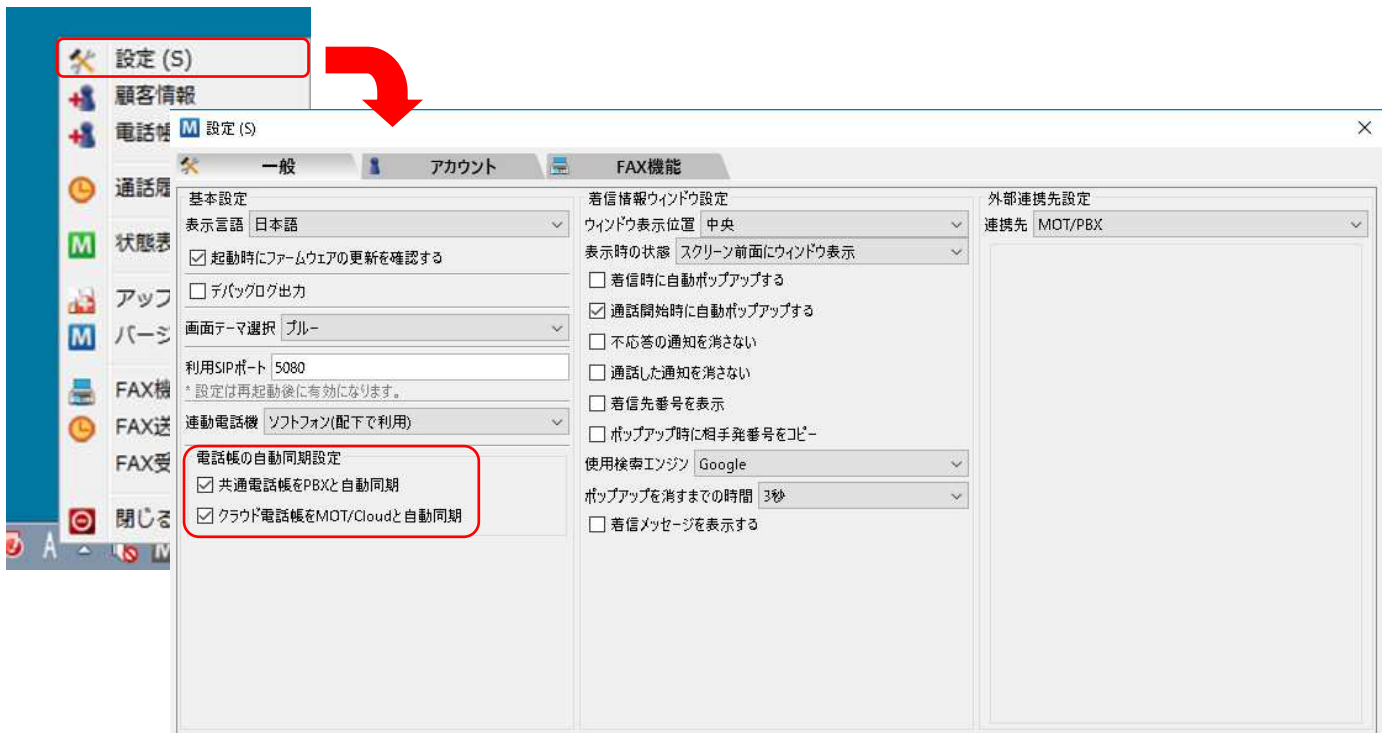 設定 (S)
顧客情報
電話帳
通話履
状態表
アップ
バージ
FAX機
FAX送
FAX受
閉じる
A
M 設定 (S)
一般
アカウント
FAX機能
基本設定
表示言語 日本語
起動時にファームウェアの更新を確認する
デバッグログ出力
画面テーマ選択 ブルー
利用SIPポート 5080
* 設定は再起動後に有効になります。
連動電話機 ソフトフォン(配下で利用)
電話帳の自動同期設定
共通電話帳をPBXと自動同期
クラウド電話帳をMOT/Cloudと自動同期
着信情報ウィンドウ設定
ウィンドウ表示位置 中央
表示時の状態 スクリーン前面にウィンドウ表示
着信時に自動ポップアップする
通話開始時に自動ポップアップする
不応答の通知を消さない
通話した通知を消さない
着信先番号を表示
ポップアップ時に相手発番号をコピー
使用検索エンジン Google
ポップアップを消すまでの時間 3秒
着信メッセージを表示する
外部連携先設定
連携先 MOT/PBX